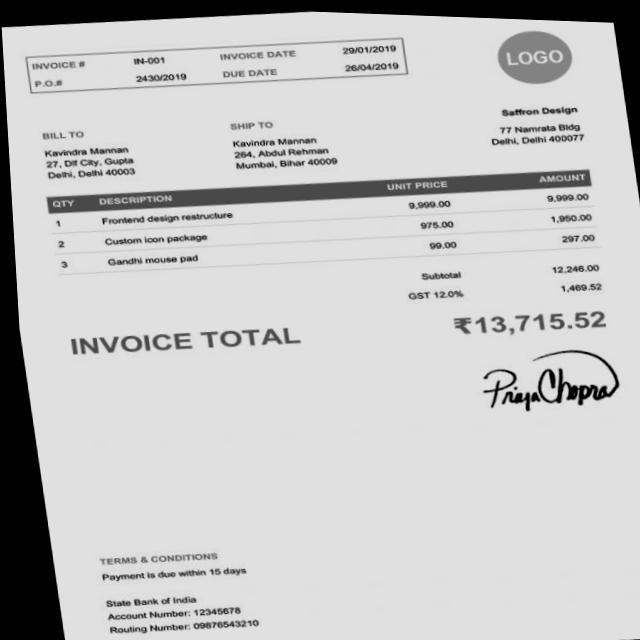 INVOICE # IN-001 INVOICE DATE 29/01/2019
P.O.# 2430/2019 DUE DATE 26/04/2019
LOGO
Saffron Design
77 Namrata Bldg
Delhi, Delhi 400077
BILL TO
Kavindra Mannan
27, Dlf City, Gupta
Delhi, Delhi 40003
SHIP TO
Kavindra Mannan
264, Abdul Rehman
Mumbai, Bihar 40009
QTY DESCRIPTION UNIT PRICE AMOUNT
1 Frontend design restructure 9,999.00 9,999.00
2 Custom icon package 975.00 1,950.00
3 Gandhi mouse pad 99.00 297.00
Subtotal 12,246.00
GST 12.0% 1,469.52
INVOICE TOTAL ₹13,715.52
Priya Chopra
TERMS & CONDITIONS
Payment is due within 15 days
State Bank of India
Account Number: 12345678
Routing Number: 09876543210